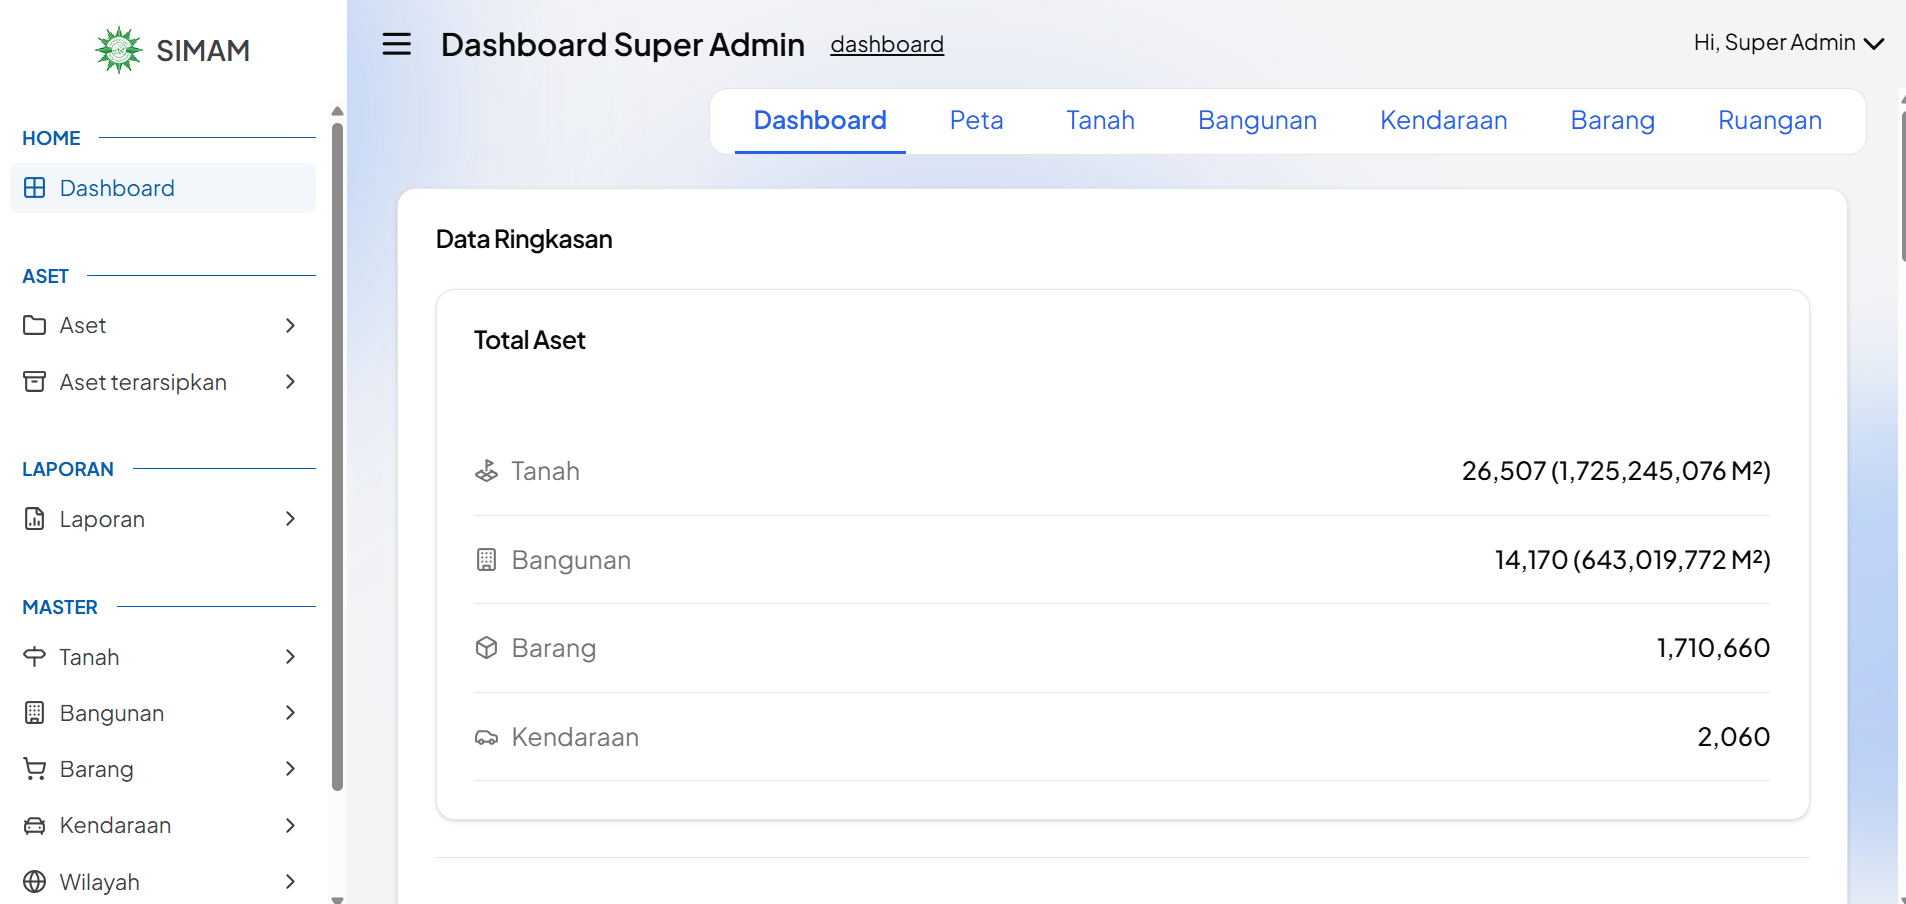 SIMAM
HOME
Dashboard
ASET
Aset
Aset terarsipkan
LAPORAN
Laporan
MASTER
Tanah
Bangunan
Barang
Kendaraan
Wilayah
Dashboard Super Admin dashboard
Hi, Super Admin
Dashboard Peta Tanah Bangunan Kendaraan Barang Ruangan
Data Ringkasan
Total Aset
Tanah 26,507 (1,725,245,076 M²)
Bangunan 14,170 (643,019,772 M²)
Barang 1,710,660
Kendaraan 2,060